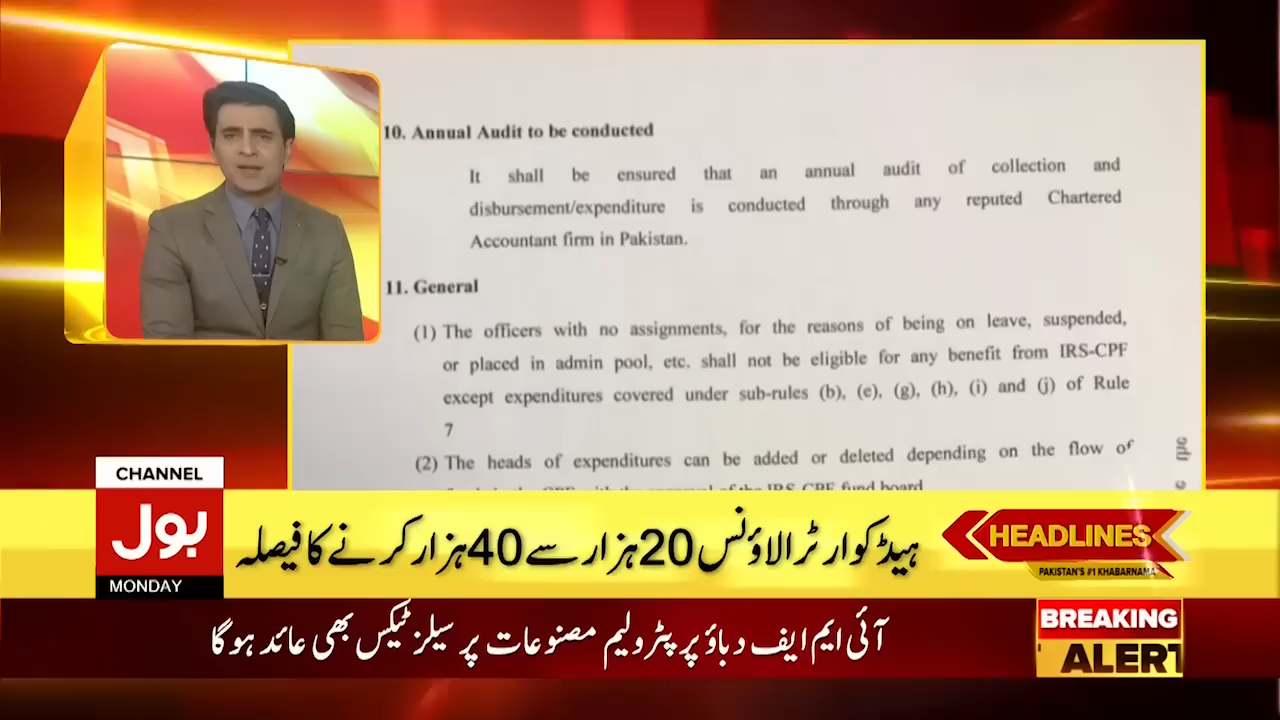 10. Annual Audit to be conducted
It shall be ensured that an annual audit of collection and
disbursement/expenditure is conducted through any reputed Chartered
Accountant firm in Pakistan.
11. General
(1) The officers with no assignments, for the reasons of being on leave, suspended,
or placed in admin pool, etc. shall not be eligible for any benefit from IRS-CPF
except expenditures covered under sub-rules (b), (e), (g), (h), (i) and (j) of Rule
7
(2) The heads of expenditures can be added or deleted depending on the flow of
CHANNEL
بول
MONDAY
ہیڈ کوارٹر الاؤنس 20 ہزار سے 40 ہزار کرنے کا فیصلہ
HEADLINES
PAKISTAN'S #1 KHABARNAMA
آئی ایم ایف دباؤ پر پٹرولیم مصنوعات پر سیلز ٹیکس بھی عائد ہوگا
BREAKING
ALERT